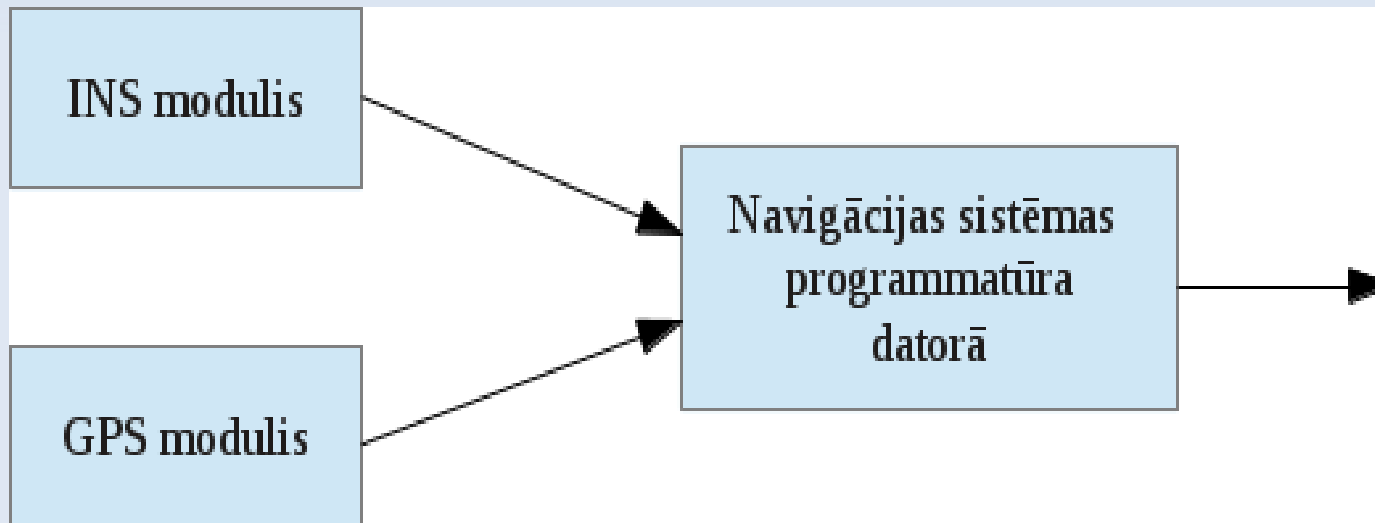 INS modulis
Navigācijas sistēmas
programmatūra
datorā
GPS modulis